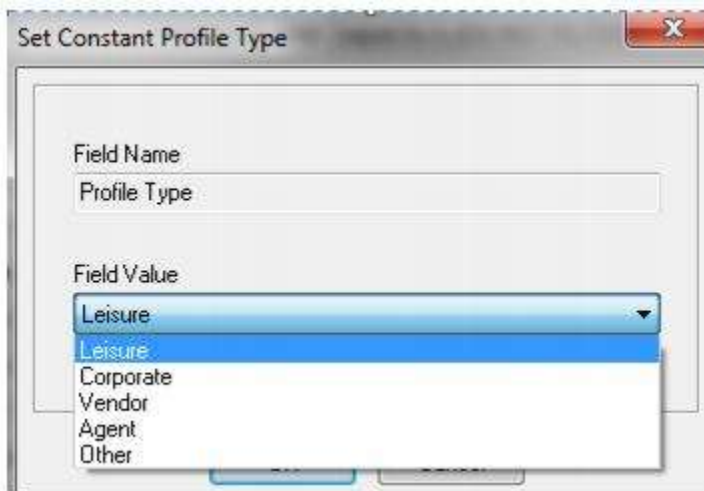 Set Constant Profile Type
Field Name
Profile Type
Field Value
Leisure
Leisure
Corporate
Vendor
Agent
Other